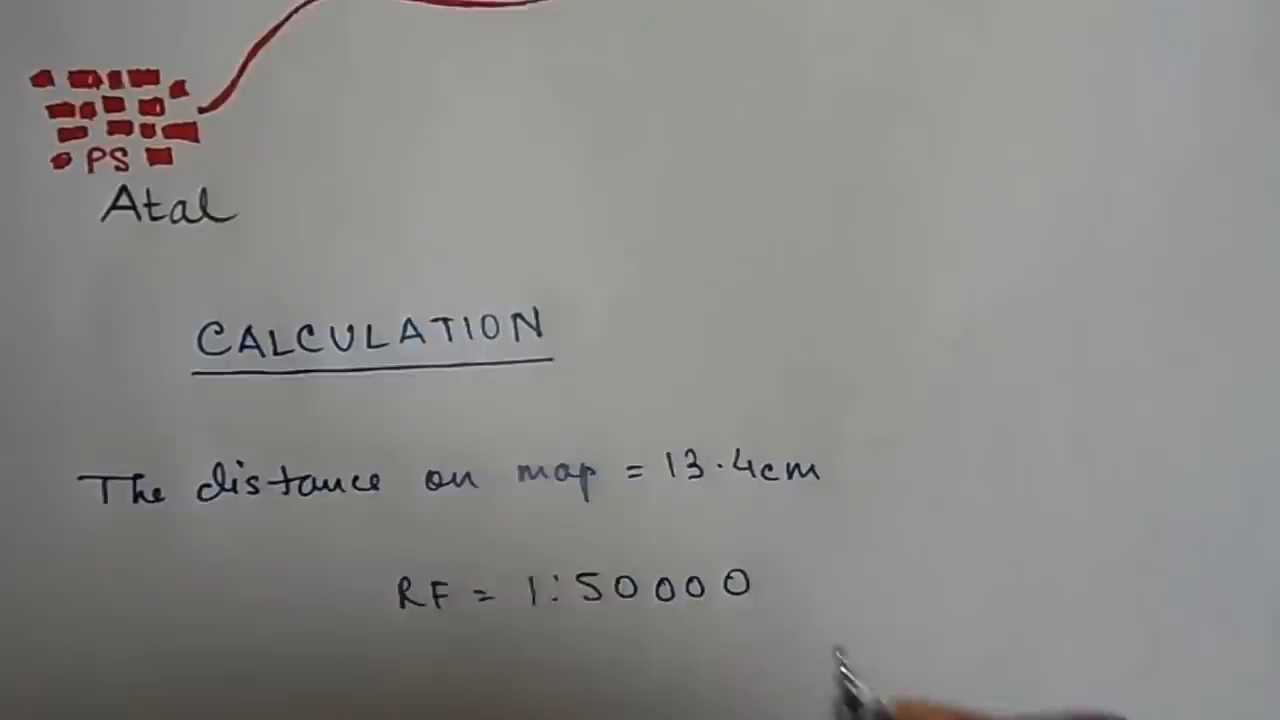 PS
Atal
CALCULATION
The distance on map = 13.4cm
RF = 1:50000